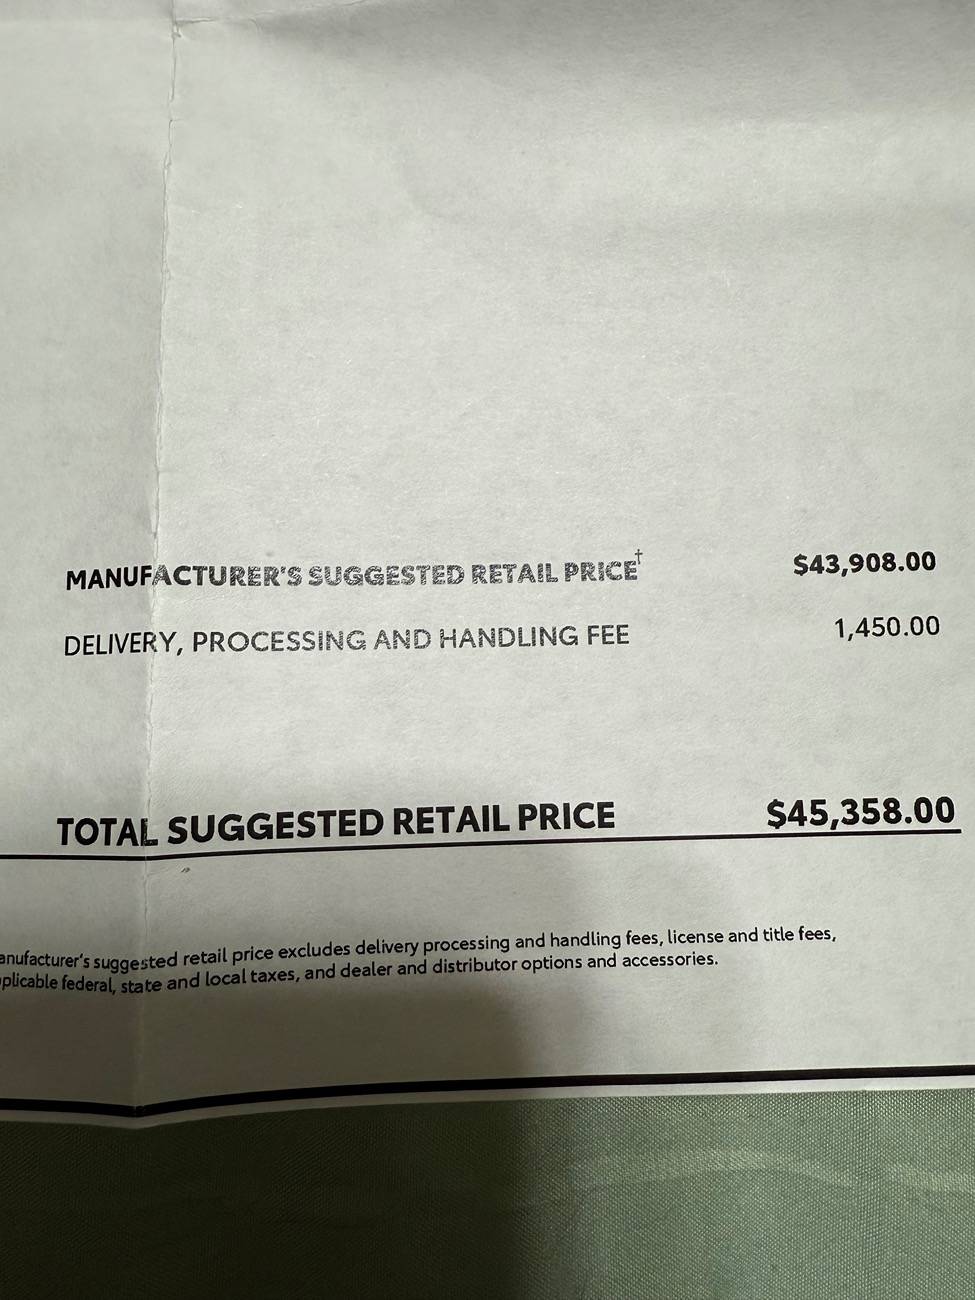 MANUFACTURER'S SUGGESTED RETAIL PRICE† $43,908.00
DELIVERY, PROCESSING AND HANDLING FEE 1,450.00
TOTAL SUGGESTED RETAIL PRICE $45,358.00
anufacturer's suggested retail price excludes delivery processing and handling fees, license and title fees,
plicable federal, state and local taxes, and dealer and distributor options and accessories.